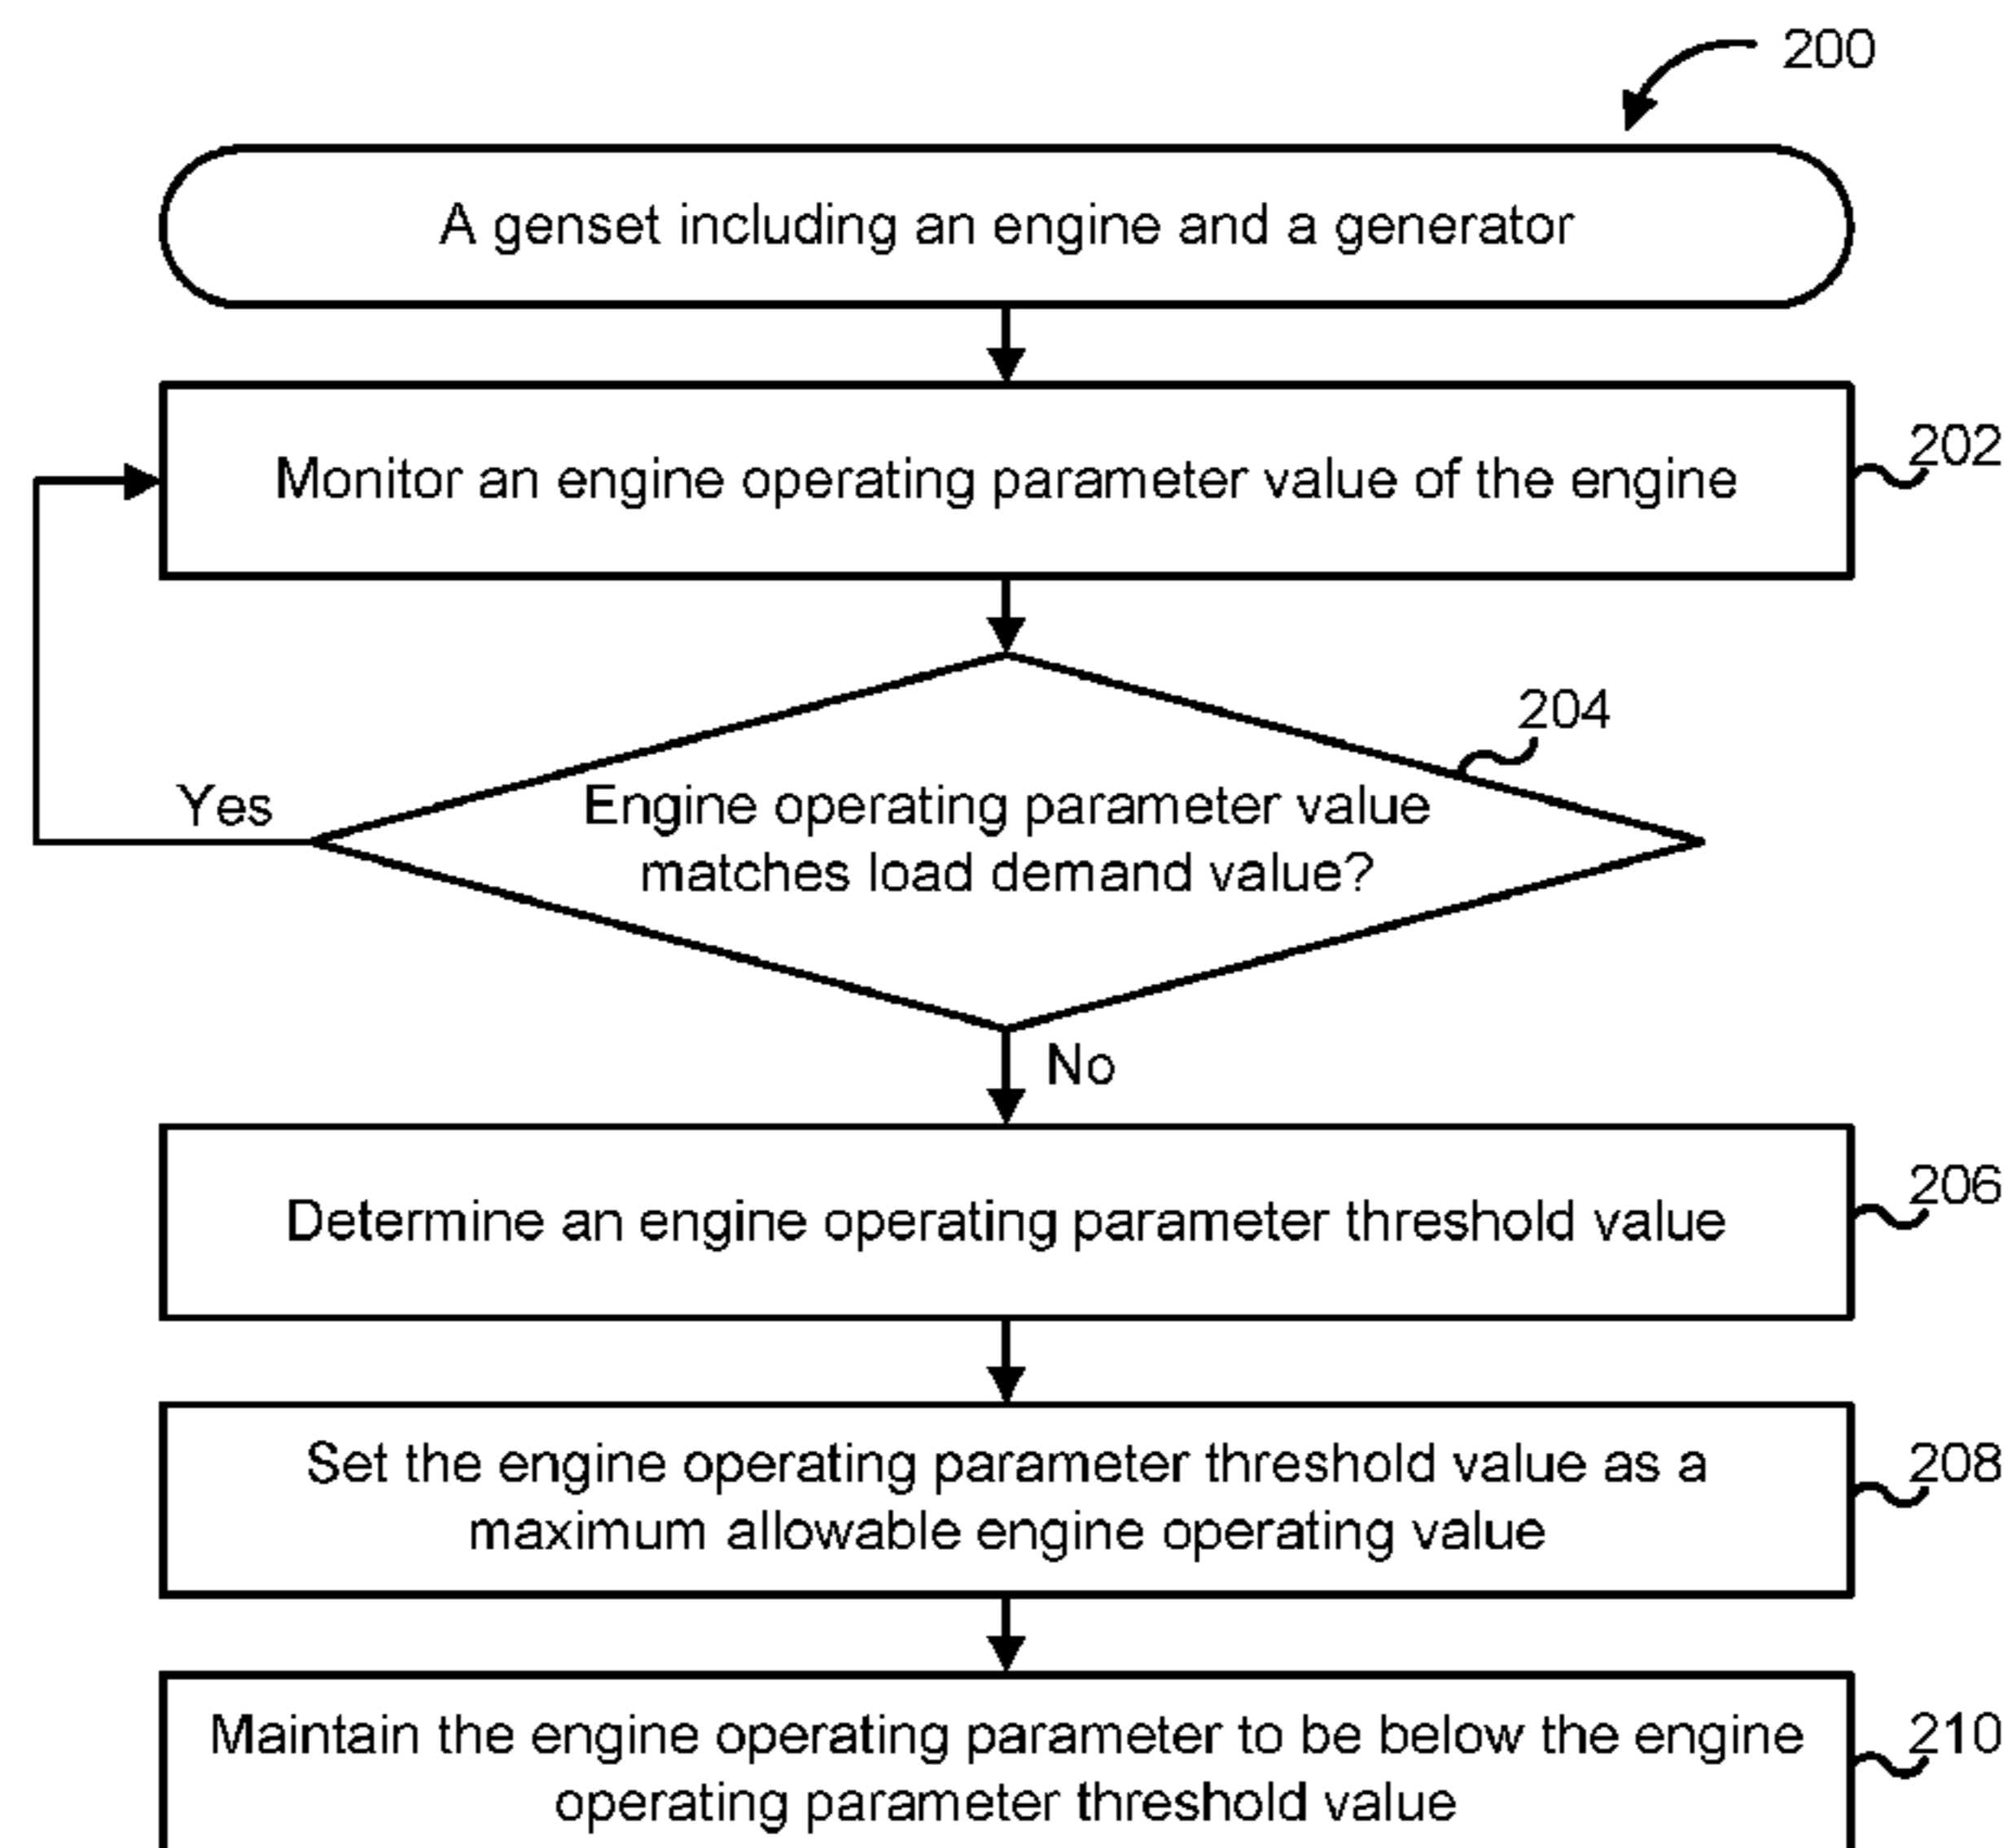 200
A genset including an engine and a generator
Monitor an engine operating parameter value of the engine
202
204
Yes
Engine operating parameter value
matches load demand value?
No
Determine an engine operating parameter threshold value
206
Set the engine operating parameter threshold value as a
maximum allowable engine operating value
208
Maintain the engine operating parameter to be below the engine
operating parameter threshold value
210